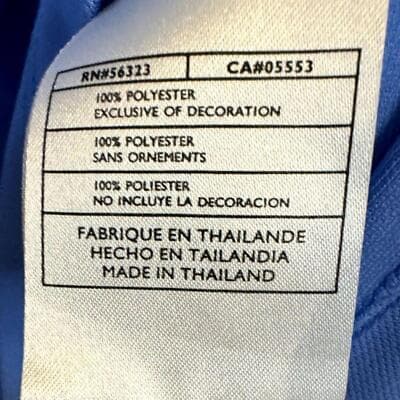 RN#56323 CA#05553
100% POLYESTER
EXCLUSIVE OF DECORATION
100% POLYESTER
SANS ORNEMENTS
100% POLIESTER
NO INCLUYE LA DECORACION
FABRIQUE EN THAILANDE
HECHO EN TAILANDIA
MADE IN THAILAND